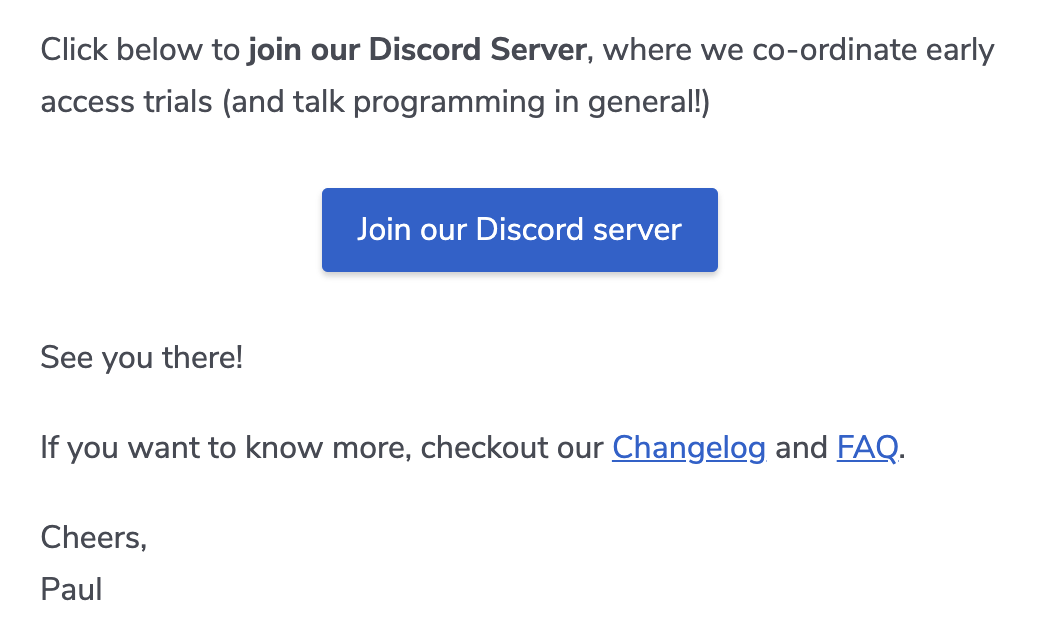 Click below to join our Discord Server, where we co-ordinate early
access trials (and talk programming in general!)
Join our Discord server
See you there!
If you want to know more, checkout our Changelog and FAQ.
Cheers,
Paul